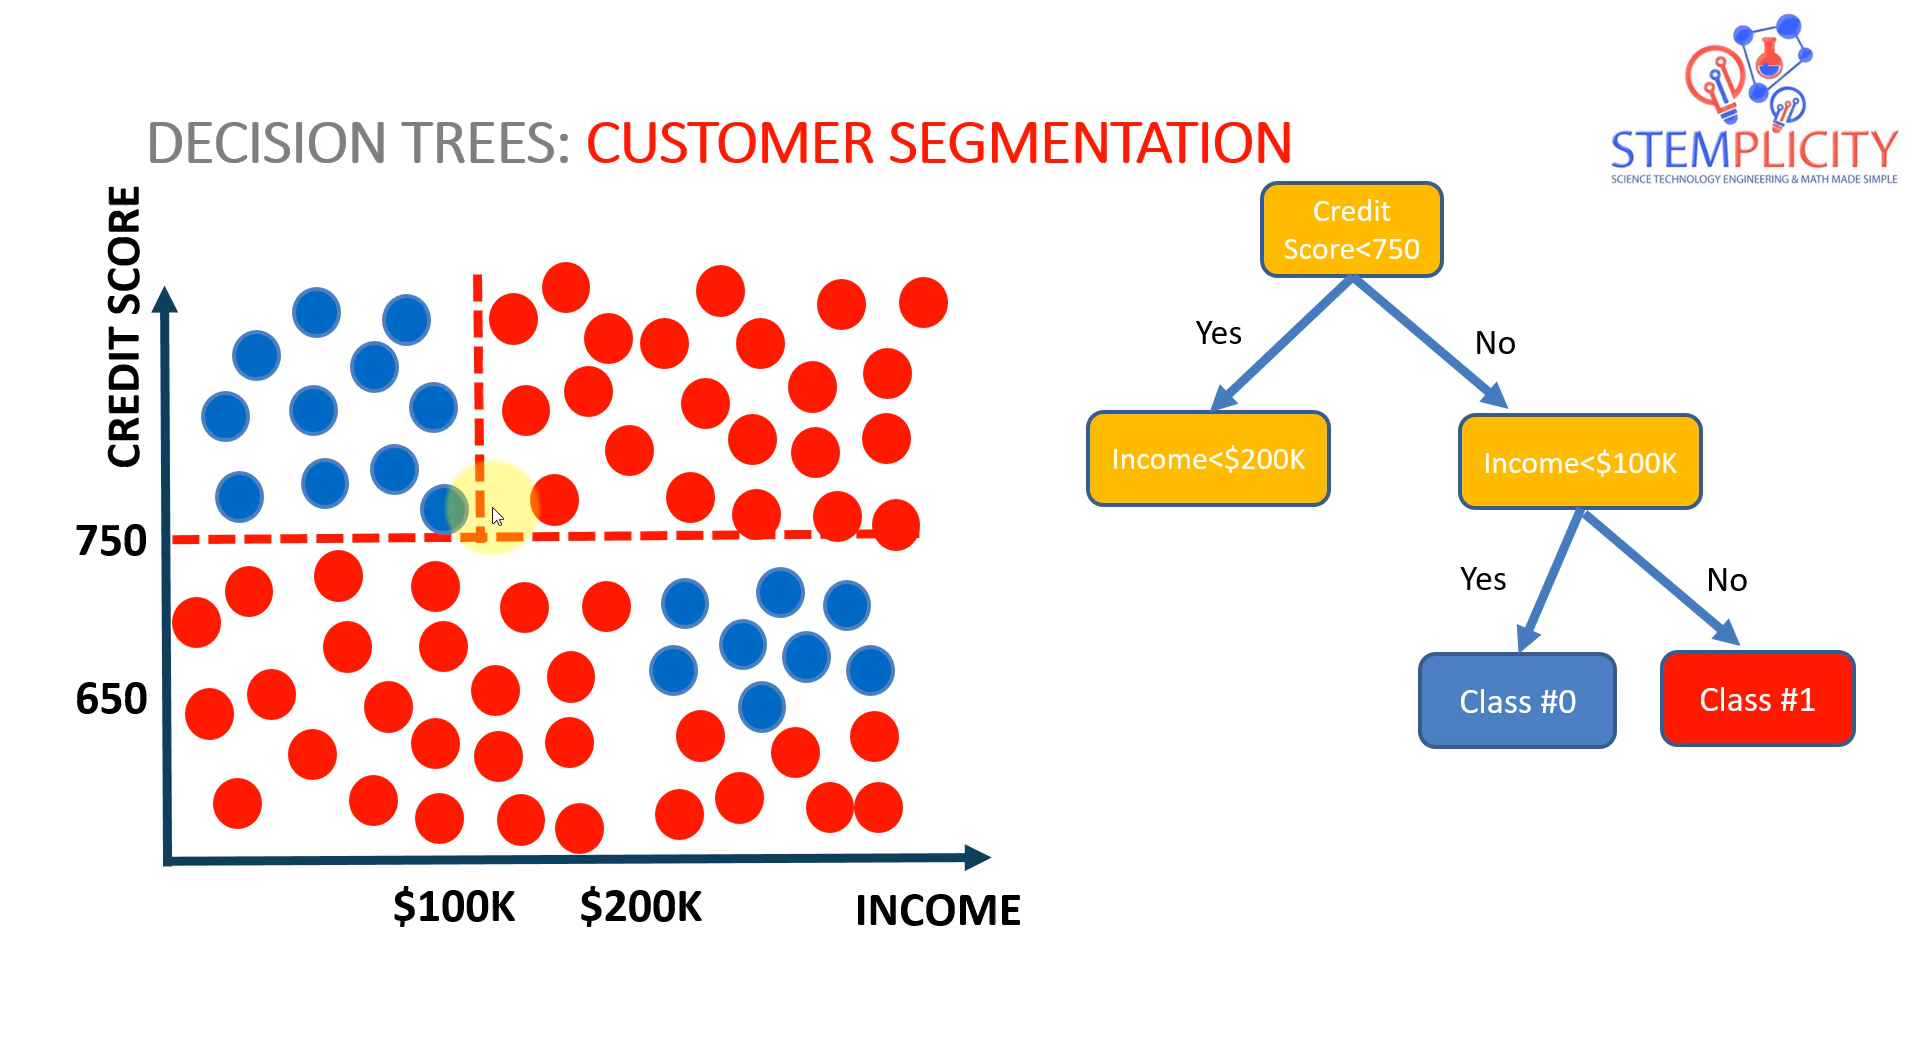 DECISION TREES: CUSTOMER SEGMENTATION
STEMPLICITY
SCIENCE TECHNOLOGY ENGINEERING & MATH MADE SIMPLE
CREDIT SCORE
750
650
$100K
$200K
INCOME
Credit
Score<750
Yes
No
Income<$200K
Income<$100K
Yes
No
Class #0
Class #1